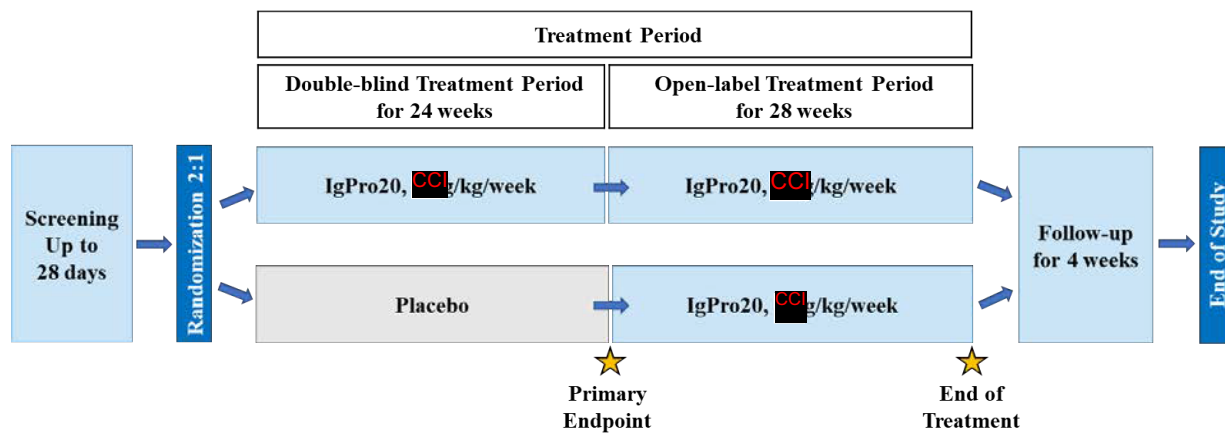 Treatment Period
Double-blind Treatment Period
for 24 weeks
Open-label Treatment Period
for 28 weeks
Screening
Up to
28 days
Randomization 2:1
IgPro20, CCI g/kg/week
IgPro20, CCI g/kg/week
Placebo
IgPro20, CCI g/kg/week
Follow-up
for 4 weeks
End of Study
Primary
Endpoint
End of
Treatment